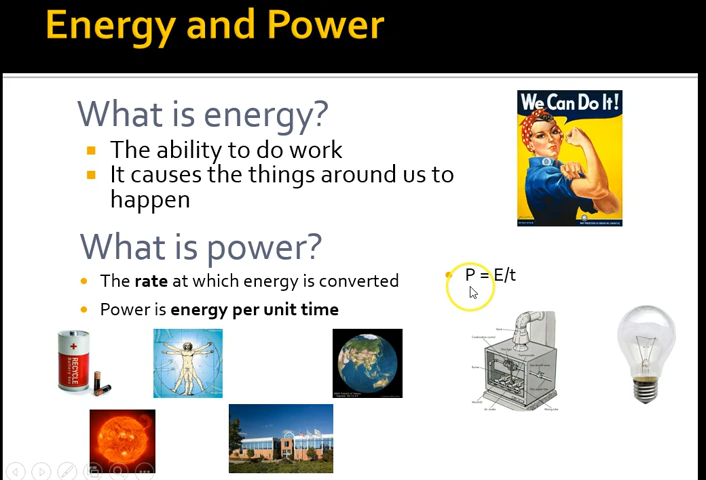 Energy and Power
What is energy?
The ability to do work
It causes the things around us to
happen
We Can Do It!
What is power?
The rate at which energy is converted
P = E/t
Power is energy per unit time
RECYCLE